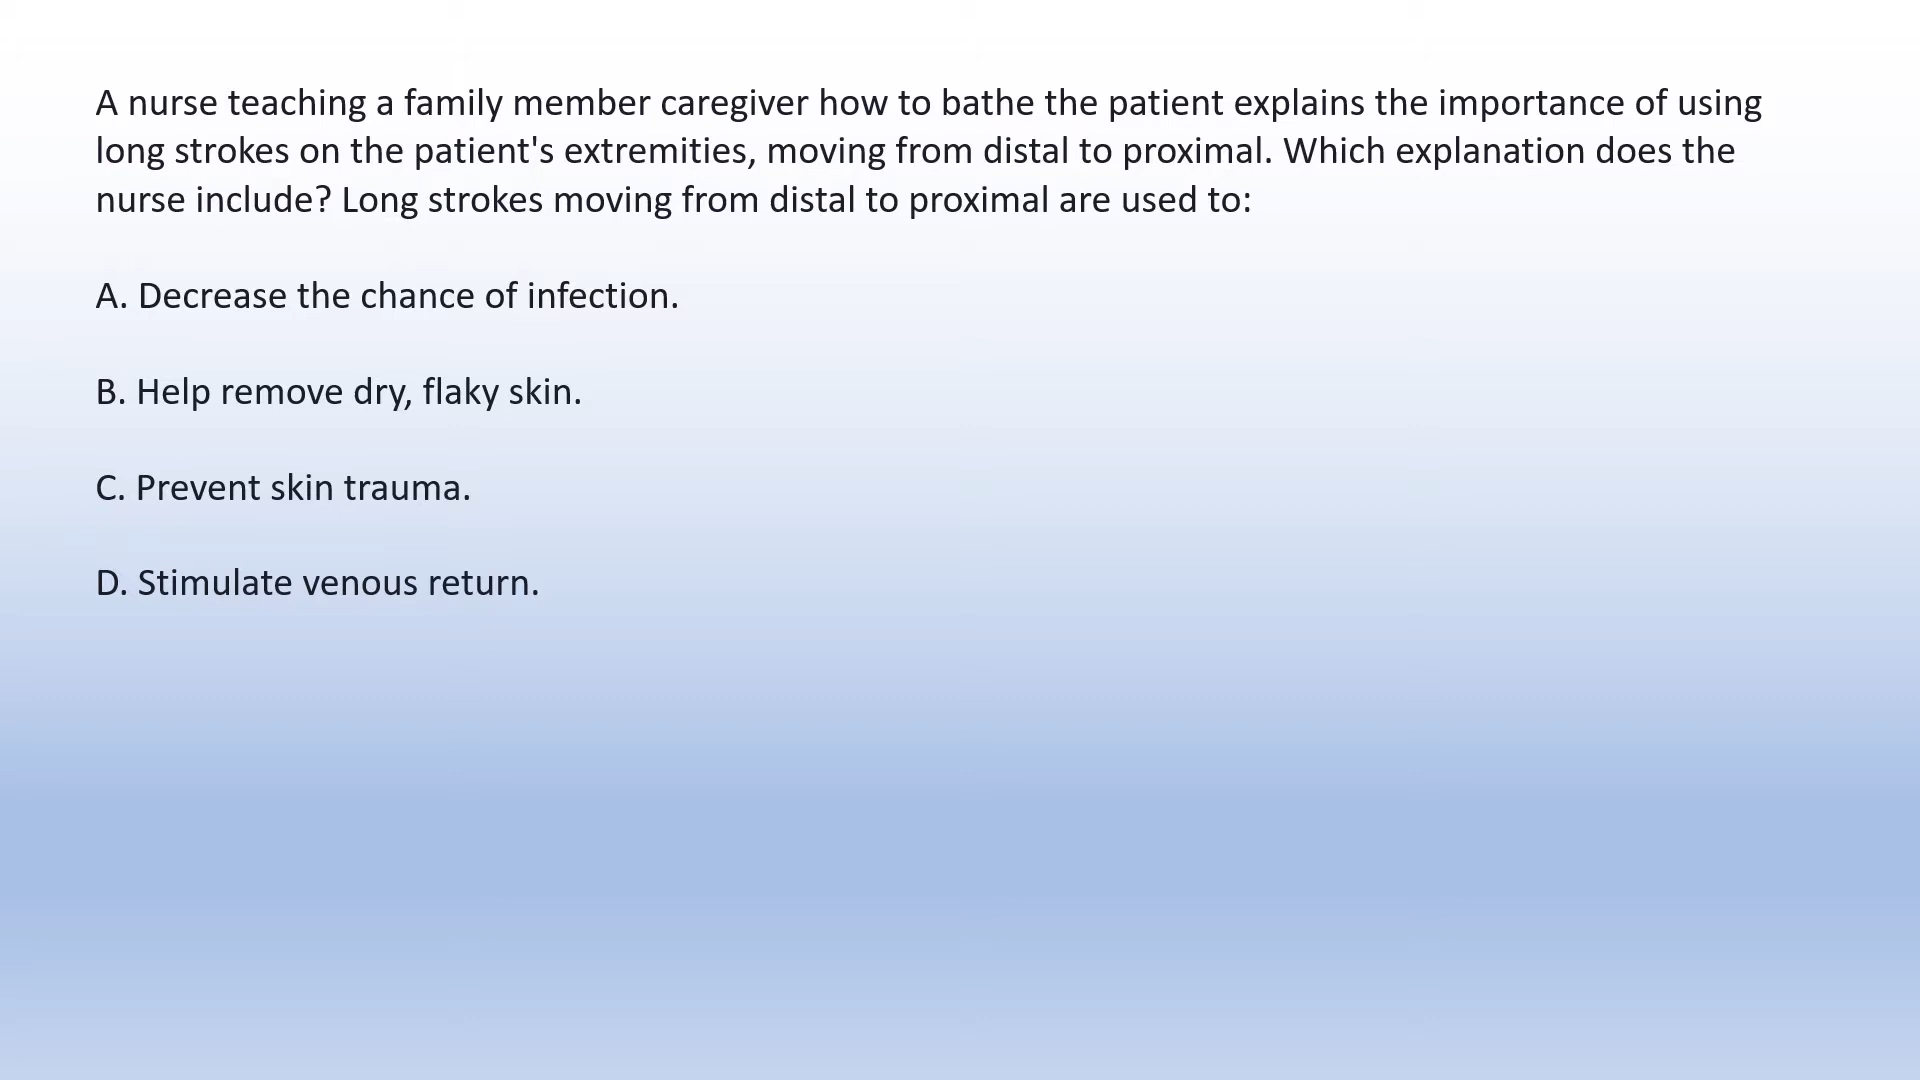 A nurse teaching a family member caregiver how to bathe the patient explains the importance of using
long strokes on the patient's extremities, moving from distal to proximal. Which explanation does the
nurse include? Long strokes moving from distal to proximal are used to:
A. Decrease the chance of infection.
B. Help remove dry, flaky skin.
C. Prevent skin trauma.
D. Stimulate venous return.